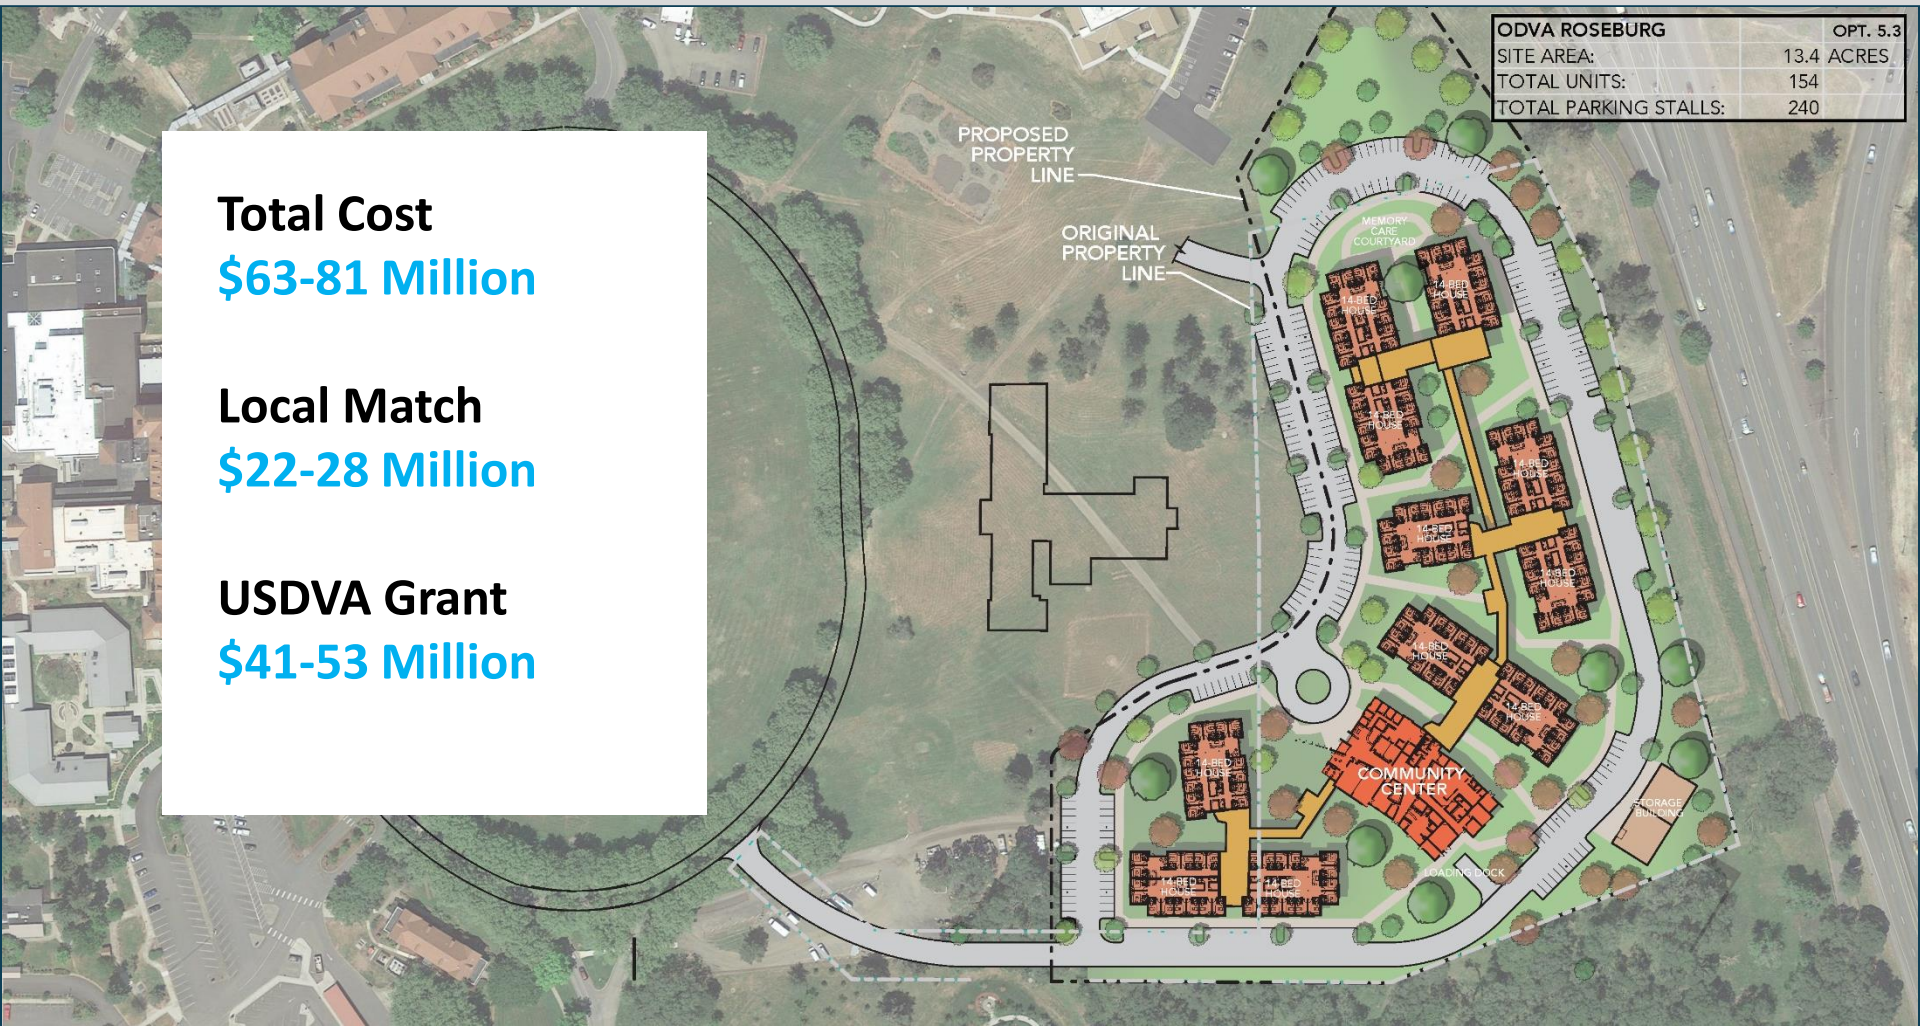 Total Cost
$63-81 Million
Local Match
$22-28 Million
USDVA Grant
$41-53 Million
ODVA ROSEBURG OPT. 5.3
SITE AREA: 13.4 ACRES
TOTAL UNITS: 154
TOTAL PARKING STALLS: 240
PROPOSED
PROPERTY
LINE
ORIGINAL
PROPERTY
LINE
MEMORY
CARE
COURTYARD
14-BED
HOUSE
14-BED
HOUSE
14-BED
HOUSE
14-BED
HOUSE
14-BED
HOUSE
14-BED
HOUSE
14-BED
HOUSE
14-BED
HOUSE
14-BED
HOUSE
COMMUNITY
CENTER
STORAGE
BUILDING
LOADING DOCK
14-BED
HOUSE
14-BED
HOUSE